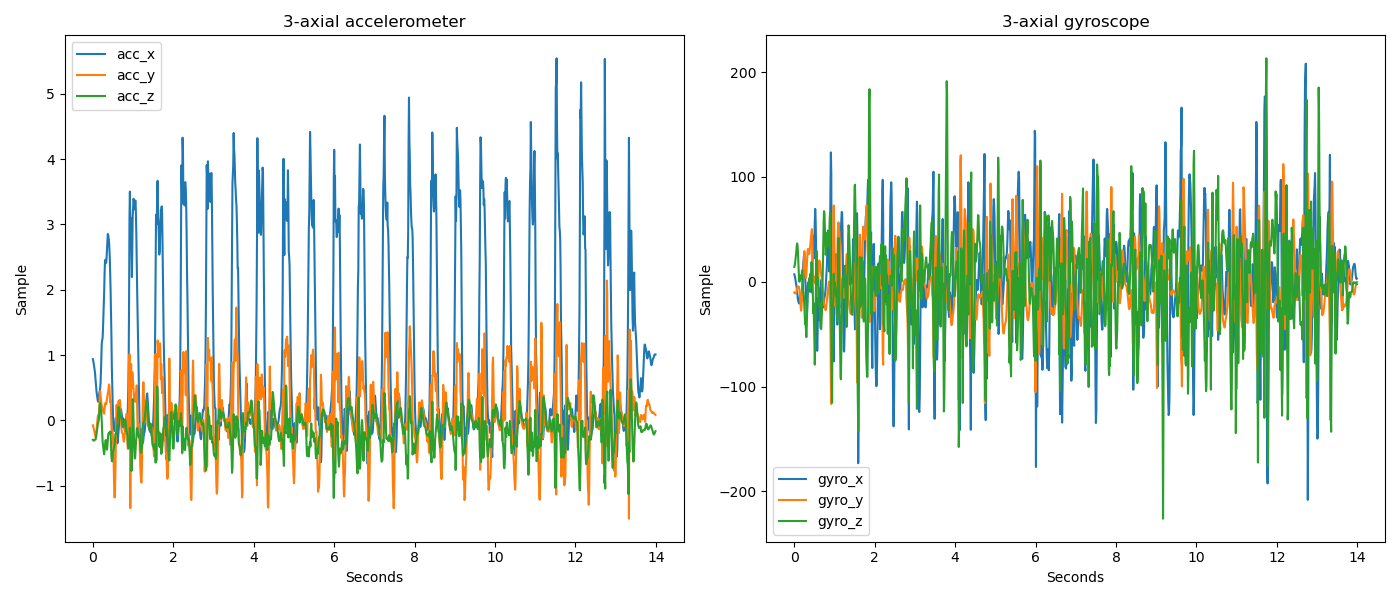 3-axial accelerometer
acc_x
acc_y
acc_z
5
4
3
2
1
0
−1
Sample
0 2 4 6 8 10 12 14
Seconds
3-axial gyroscope
200
100
0
−100
−200
Sample
gyro_x
gyro_y
gyro_z
0 2 4 6 8 10 12 14
Seconds